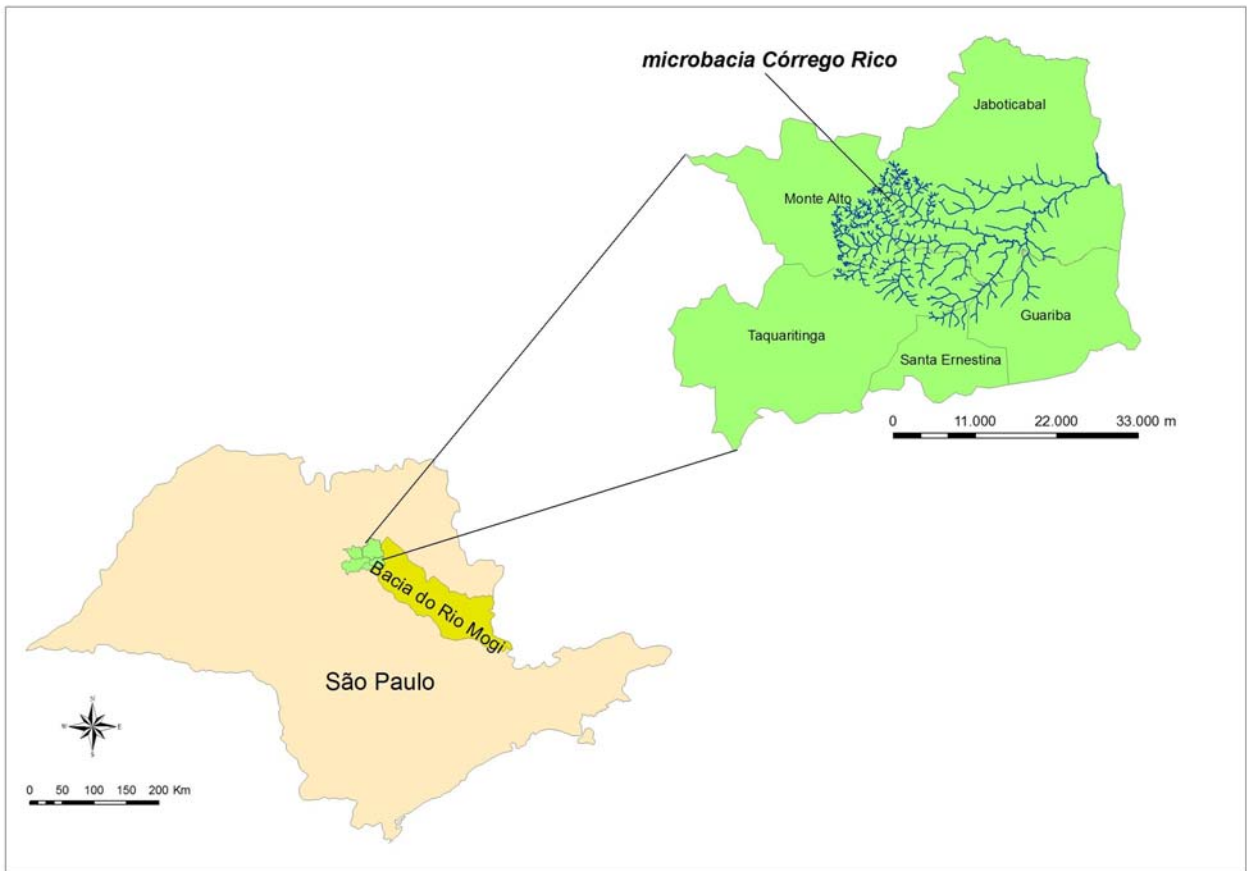 microbacia Córrego Rico
Jaboticabal
Monte Alto
Guariba
Taquaritinga
Santa Ernestina
0 11.000 22.000 33.000 m
Bacia do Rio Mogi
São Paulo
N
W E
S
0 50 100 150 200 Km